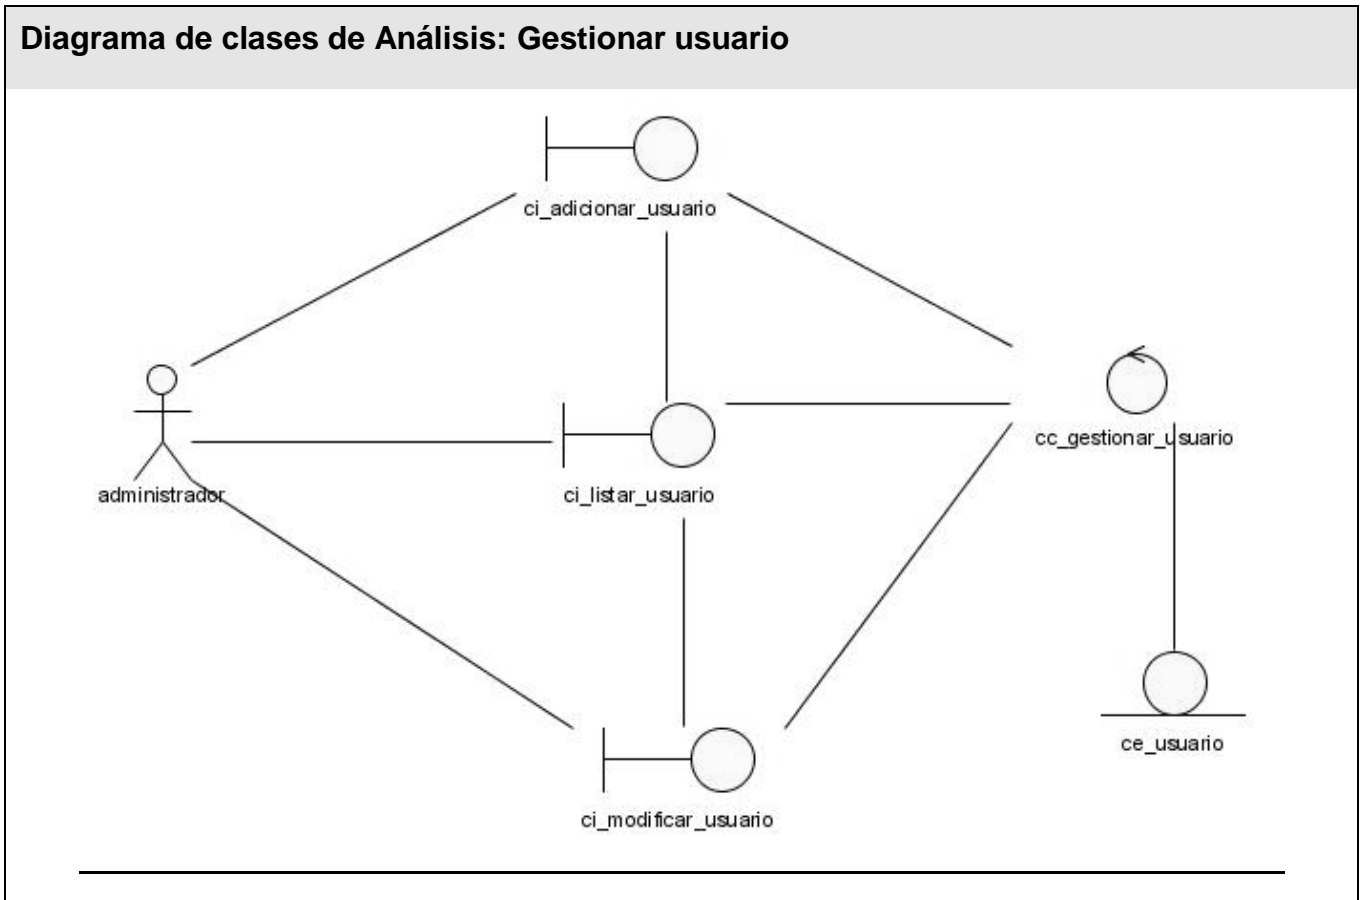 Diagrama de clases de Análisis: Gestionar usuario
ci_adicionar_usuario
cc_gestionar_usuario
administrador
ci_listar_usuario
ce_usuario
ci_modificar_usuario